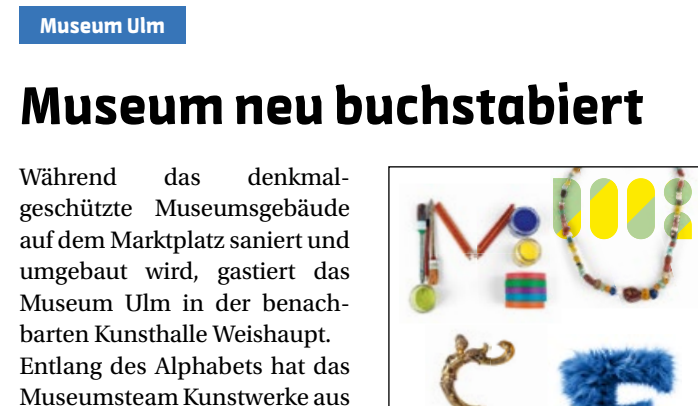 Museum Ulm
Museum neu buchstabiert
Während das denkmal-
geschützte Museumsgebäude
auf dem Marktplatz saniert und
umgebaut wird, gastiert das
Museum Ulm in der benach-
barten Kunsthalle Weishaupt.
Entlang des Alphabets hat das
Museumsteam Kunstwerke aus
M U
S E